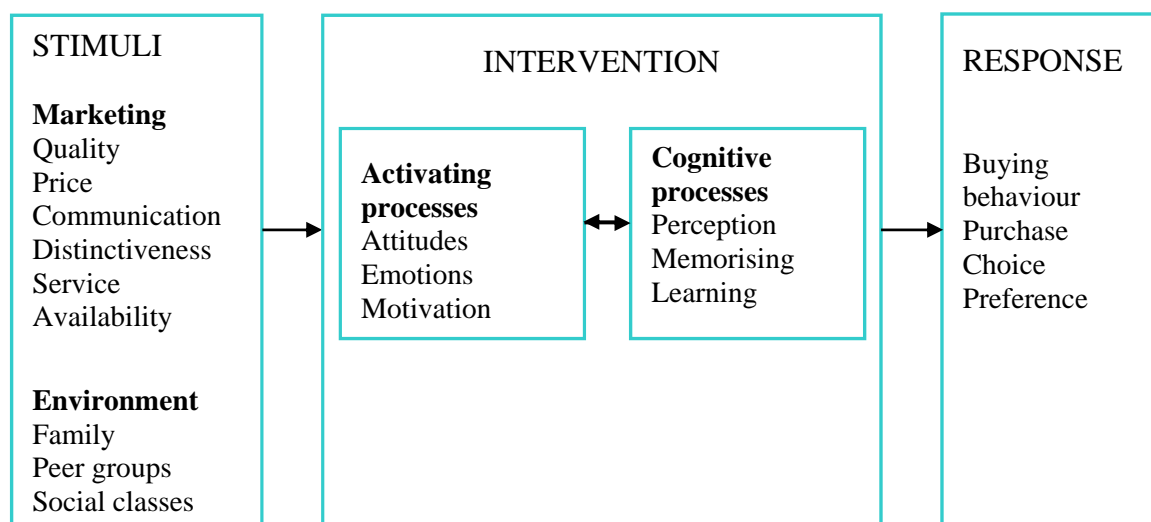 STIMULI
Marketing
Quality
Price
Communication
Distinctiveness
Service
Availability
Environment
Family
Peer groups
Social classes
INTERVENTION
Activating
processes
Attitudes
Emotions
Motivation
Cognitive
processes
Perception
Memorising
Learning
RESPONSE
Buying
behaviour
Purchase
Choice
Preference